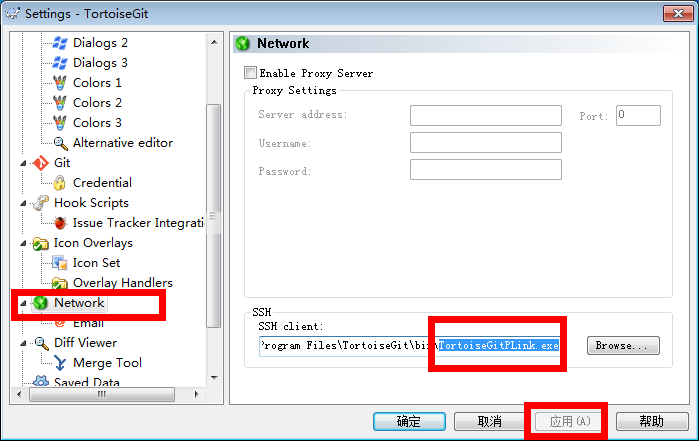 Settings - TortoiseGit
Dialogs 2
Dialogs 3
Colors 1
Colors 2
Colors 3
Alternative editor
Git
Credential
Hook Scripts
Issue Tracker Integrati
Icon Overlays
Icon Set
Overlay Handlers
Network
Email
Diff Viewer
Merge Tool
Saved Data
Network
Enable Proxy Server
Proxy Settings
Server address:
Port: 0
Username:
Password:
SSH
SSH client:
rogram Files\TortoiseGit\bin\TortoiseGitPLink.exe
Browse...
确定
取消
应用(A)
帮助